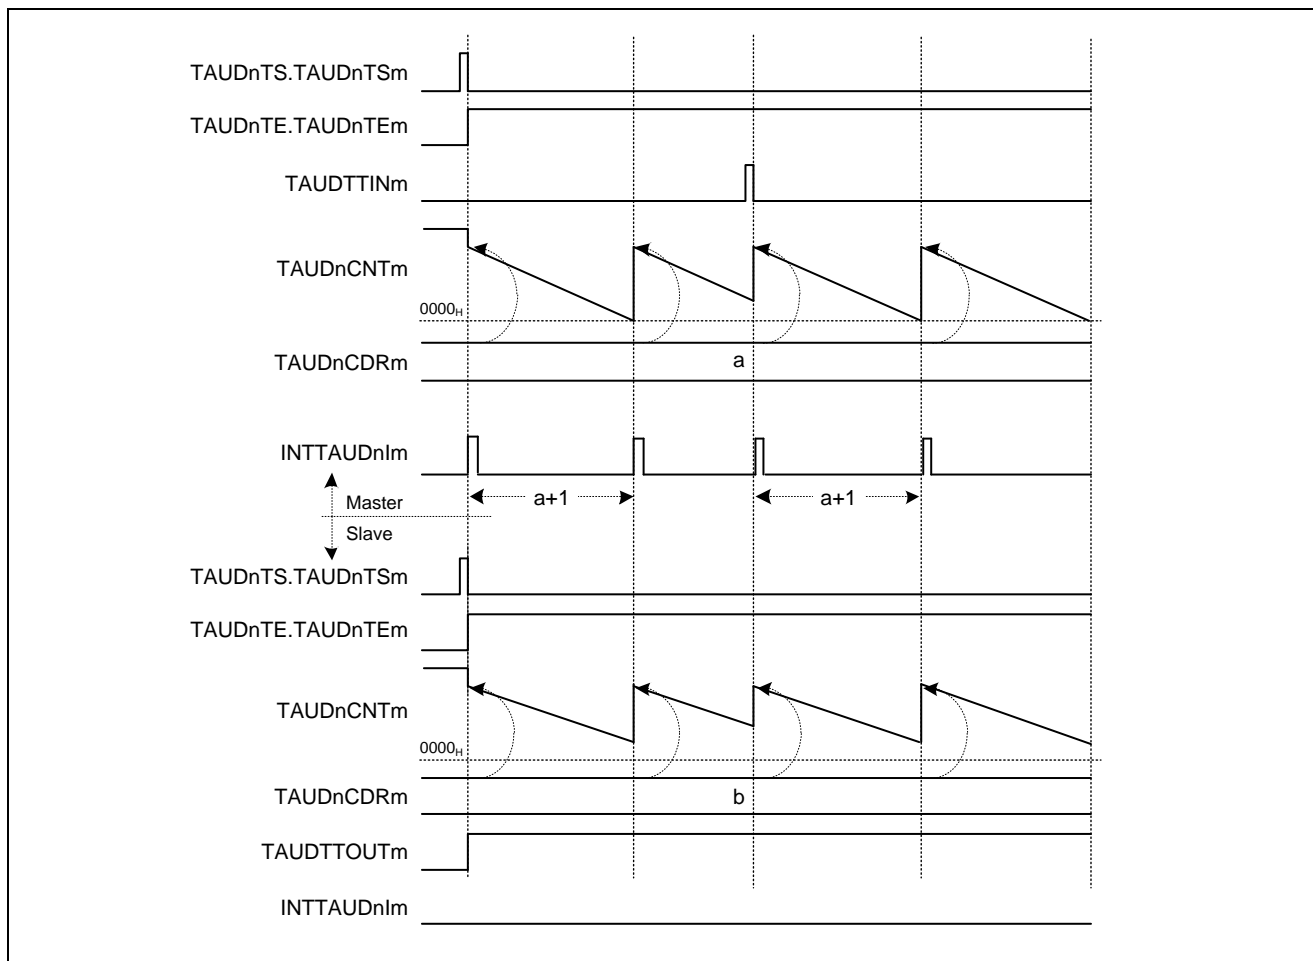 TAUDnTS.TAUDnTSm
TAUDnTE.TAUDnTEm
TAUDTTINm
TAUDnCNTm
0000H
TAUDnCDRm
a
INTTAUDnIm
a+1 a+1
Master
Slave
TAUDnTS.TAUDnTSm
TAUDnTE.TAUDnTEm
TAUDnCNTm
0000H
TAUDnCDRm
b
TAUDTTOUTm
INTTAUDnIm